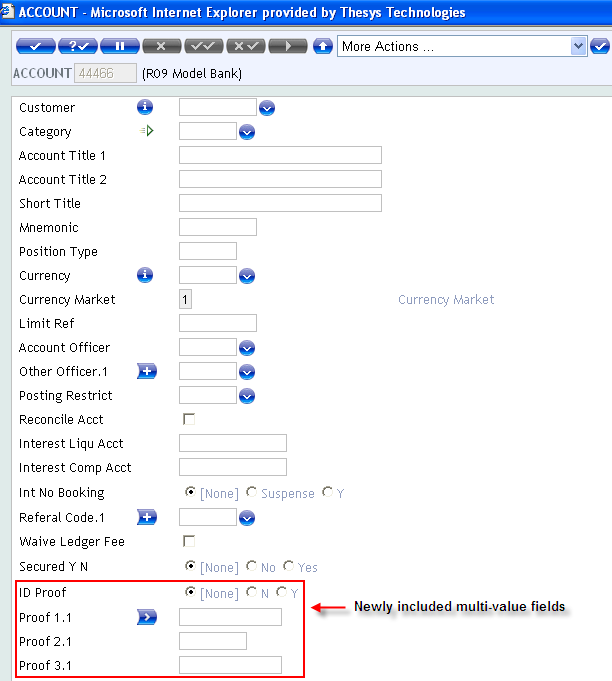 ACCOUNT - Microsoft Internet Explorer provided by Thesys Technologies
More Actions ...
ACCOUNT 44466 (R09 Model Bank)
Customer
Category
Account Title 1
Account Title 2
Short Title
Mnemonic
Position Type
Currency
Currency Market 1 Currency Market
Limit Ref
Account Officer
Other Officer.1
Posting Restrict
Reconcile Acct
Interest Liqu Acct
Interest Comp Acct
Int No Booking [None] Suspense Y
Referal Code.1
Waive Ledger Fee
Secured Y N [None] No Yes
ID Proof [None] N Y
Newly included multi-value fields
Proof 1.1
Proof 2.1
Proof 3.1